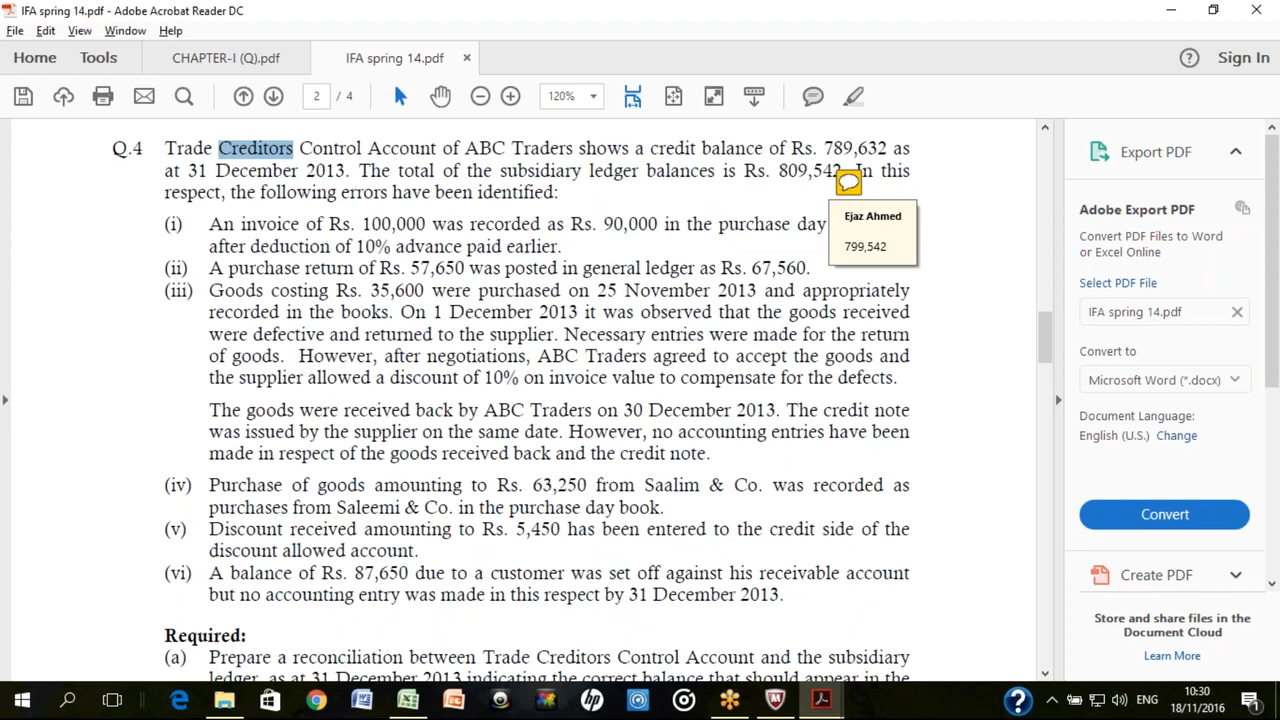 IFA spring 14.pdf - Adobe Acrobat Reader DC
File Edit View Window Help
Home Tools CHAPTER-I (Q).pdf IFA spring 14.pdf ×
? Sign In
2 / 4 120%
Q.4 Trade Creditors Control Account of ABC Traders shows a credit balance of Rs. 789,632 as
at 31 December 2013. The total of the subsidiary ledger balances is Rs. 809,542. In this
respect, the following errors have been identified:
(i) An invoice of Rs. 100,000 was recorded as Rs. 90,000 in the purchase day
after deduction of 10% advance paid earlier.
Ejaz Ahmed
799,542
(ii) A purchase return of Rs. 57,650 was posted in general ledger as Rs. 67,560.
(iii) Goods costing Rs. 35,600 were purchased on 25 November 2013 and appropriately
recorded in the books. On 1 December 2013 it was observed that the goods received
were defective and returned to the supplier. Necessary entries were made for the return
of goods. However, after negotiations, ABC Traders agreed to accept the goods and
the supplier allowed a discount of 10% on invoice value to compensate for the defects.
The goods were received back by ABC Traders on 30 December 2013. The credit note
was issued by the supplier on the same date. However, no accounting entries have been
made in respect of the goods received back and the credit note.
(iv) Purchase of goods amounting to Rs. 63,250 from Saalim & Co. was recorded as
purchases from Saleemi & Co. in the purchase day book.
(v) Discount received amounting to Rs. 5,450 has been entered to the credit side of the
discount allowed account.
(vi) A balance of Rs. 87,650 due to a customer was set off against his receivable account
but no accounting entry was made in this respect by 31 December 2013.
Required:
(a) Prepare a reconciliation between Trade Creditors Control Account and the subsidiary
ledger, as at 31 December 2013 indicating the correct balance that should appear in the
Export PDF
Adobe Export PDF
Convert PDF Files to Word
or Excel Online
Select PDF File
IFA spring 14.pdf
Convert to
Microsoft Word (*.docx)
Document Language:
English (U.S.) Change
Convert
Create PDF
Store and share files in the
Document Cloud
Learn More
ENG
10:30
18/11/2016